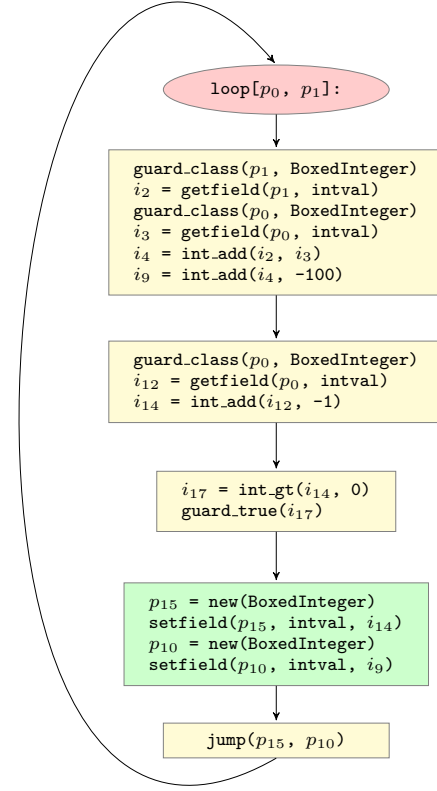 loop[p₀, p₁]:
guard_class(p₁, BoxedInteger)
i₂ = getfield(p₁, intval)
guard_class(p₀, BoxedInteger)
i₃ = getfield(p₀, intval)
i₄ = int_add(i₂, i₃)
i₉ = int_add(i₄, -100)
guard_class(p₀, BoxedInteger)
i₁₂ = getfield(p₀, intval)
i₁₄ = int_add(i₁₂, -1)
i₁₇ = int_gt(i₁₄, 0)
guard_true(i₁₇)
p₁₅ = new(BoxedInteger)
setfield(p₁₅, intval, i₁₄)
p₁₀ = new(BoxedInteger)
setfield(p₁₀, intval, i₉)
jump(p₁₅, p₁₀)